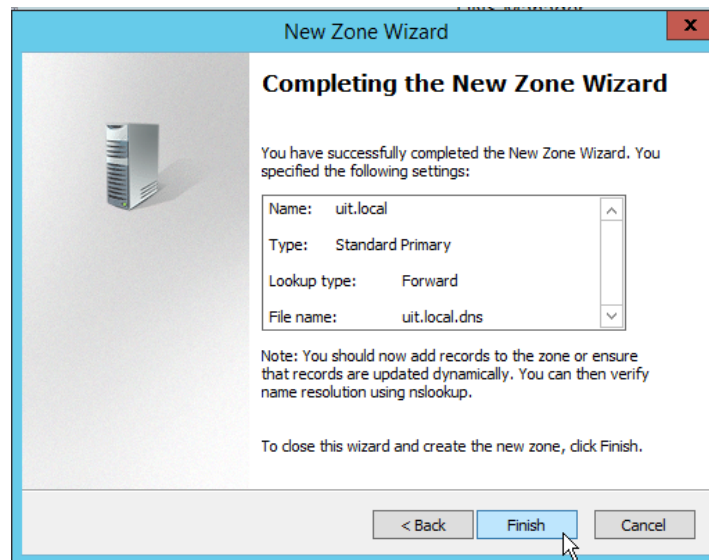 New Zone Wizard
x
Completing the New Zone Wizard
You have successfully completed the New Zone Wizard. You
specified the following settings:
Name: uit.local
Type: Standard Primary
Lookup type: Forward
File name: uit.local.dns
Note: You should now add records to the zone or ensure
that records are updated dynamically. You can then verify
name resolution using nslookup.
To close this wizard and create the new zone, click Finish.
< Back Finish Cancel